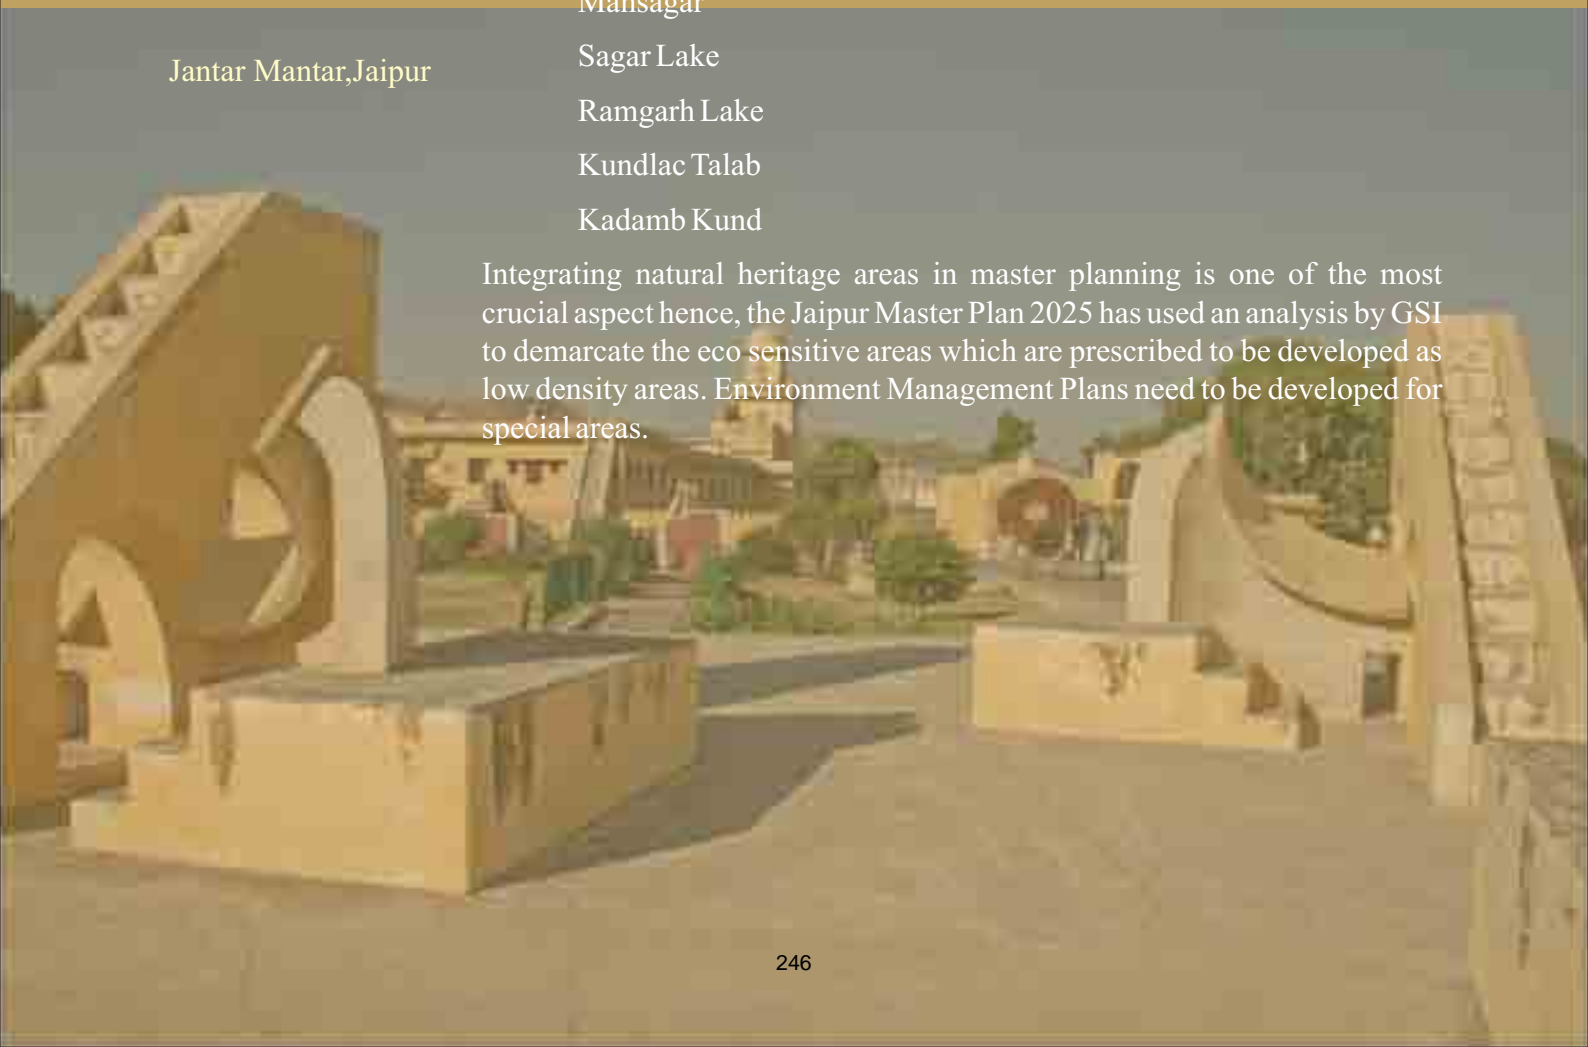 Mansagar
Jantar Mantar,Jaipur
Sagar Lake
Ramgarh Lake
Kundlac Talab
Kadamb Kund
Integrating natural heritage areas in master planning is one of the most
crucial aspect hence, the Jaipur Master Plan 2025 has used an analysis by GSI
to demarcate the eco sensitive areas which are prescribed to be developed as
low density areas. Environment Management Plans need to be developed for
special areas.
246